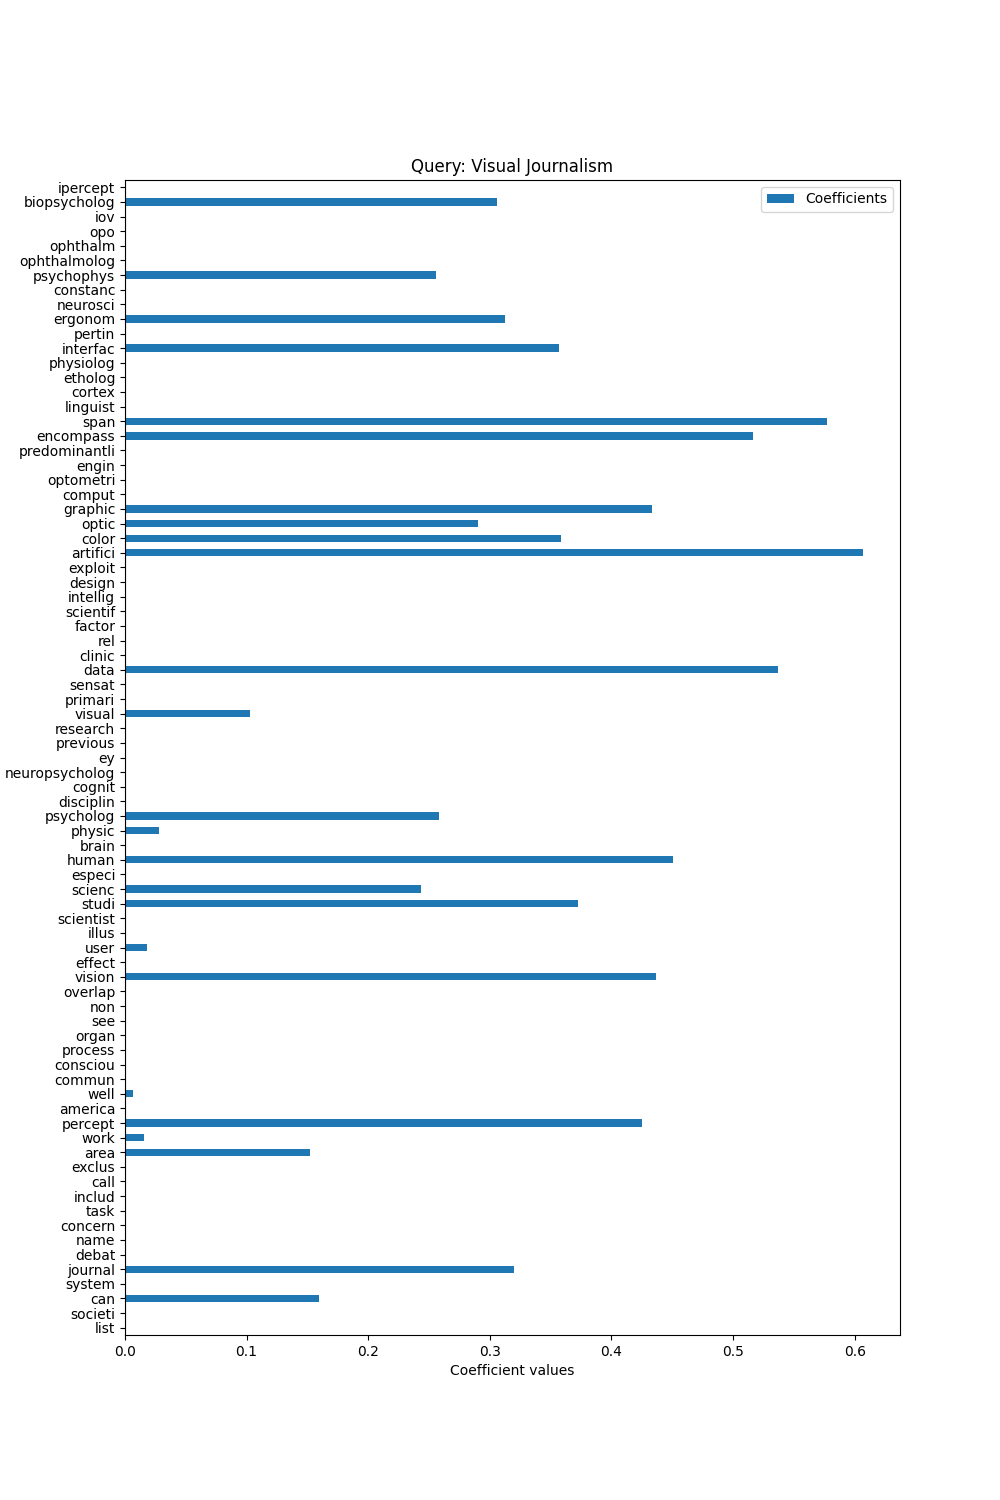 Query: Visual Journalism
Coefficients
ipercept
biopsycholog
iov
opo
ophthalm
ophthalmolog
psychophys
constanc
neurosci
ergonom
pertin
interfac
physiolog
etholog
cortex
linguist
span
encompass
predominantli
engin
optometri
comput
graphic
optic
color
artifici
exploit
design
intellig
scientif
factor
rel
clinic
data
sensat
primari
visual
research
previous
ey
neuropsycholog
cognit
disciplin
psycholog
physic
brain
human
especi
scienc
studi
scientist
illus
user
effect
vision
overlap
non
see
organ
process
consciou
commun
well
america
percept
work
area
exclus
call
includ
task
concern
name
debat
journal
system
can
societi
list
0.0 0.1 0.2 0.3 0.4 0.5 0.6
Coefficient values